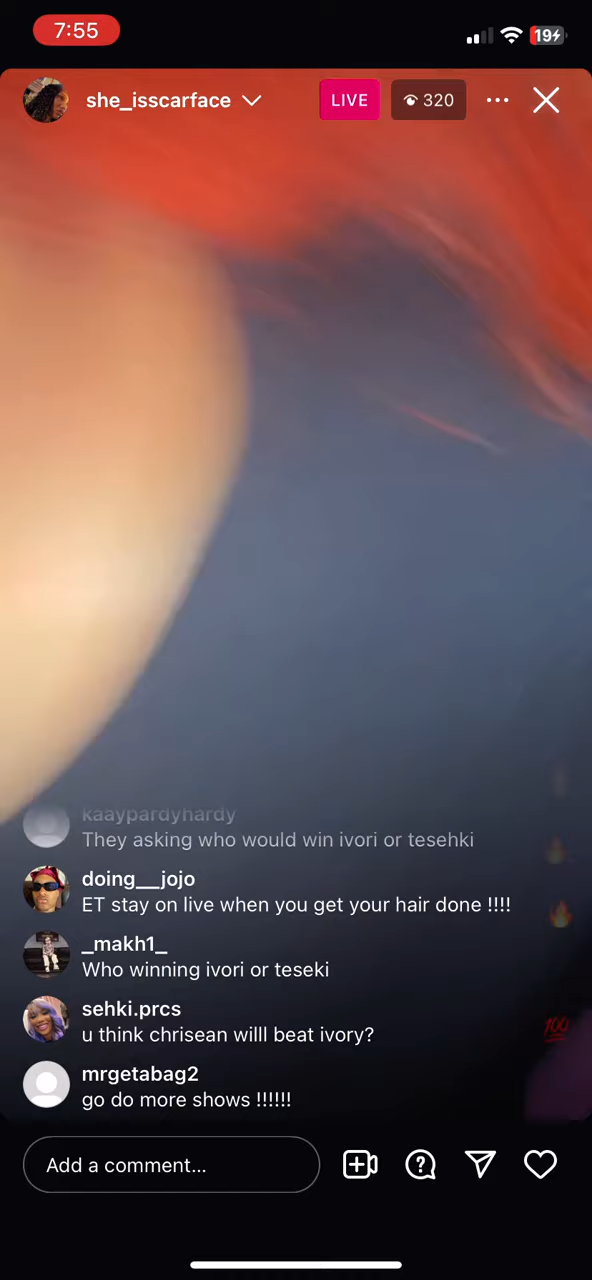 7:55
19
she_isscarface
LIVE
320
kaaypardyhardy
They asking who would win ivori or tesehki
doing__jojo
ET stay on live when you get your hair done !!!!
_makh1_
Who winning ivori or teseki
sehki.prcs
u think chrisean willl beat ivory?
mrgetabag2
go do more shows !!!!!!
💯
Add a comment...